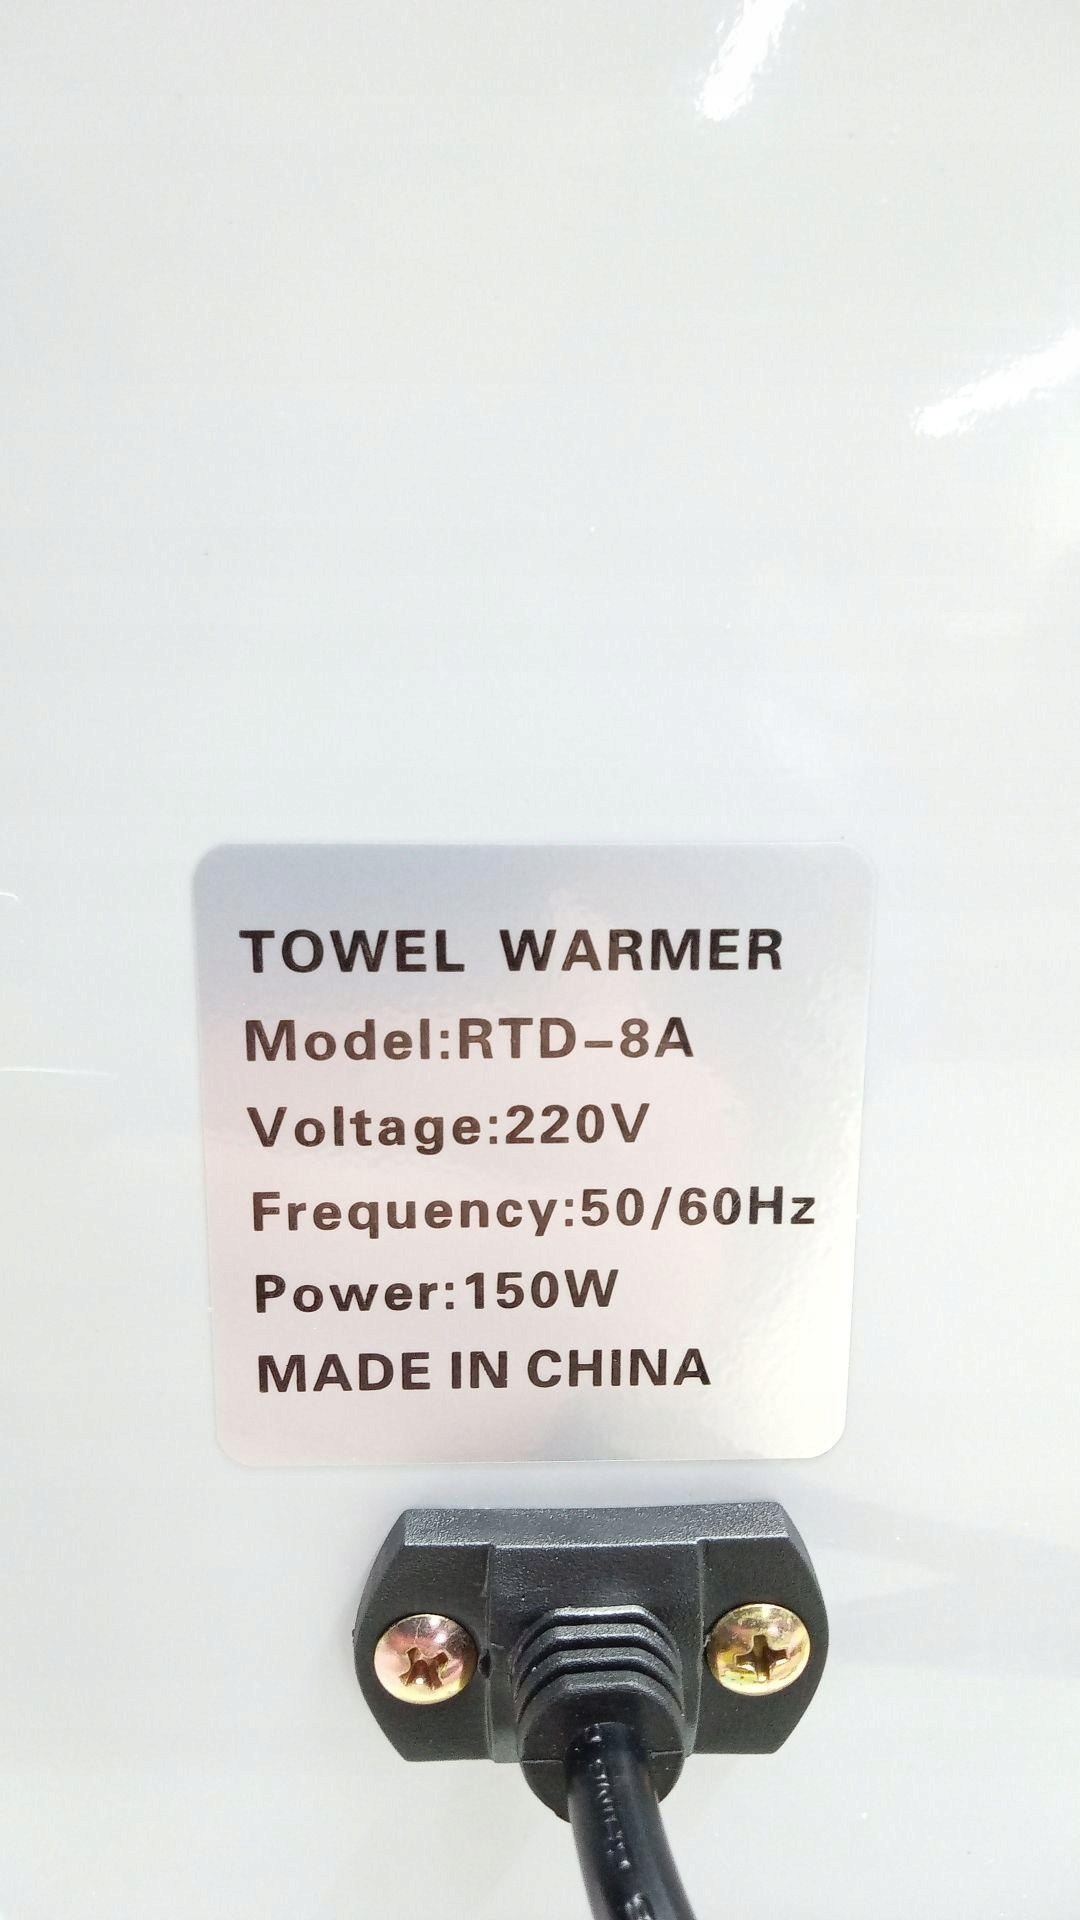 TOWEL WARMER
Model:RTD-8A
Voltage:220V
Frequency:50/60Hz
Power:150W
MADE IN CHINA